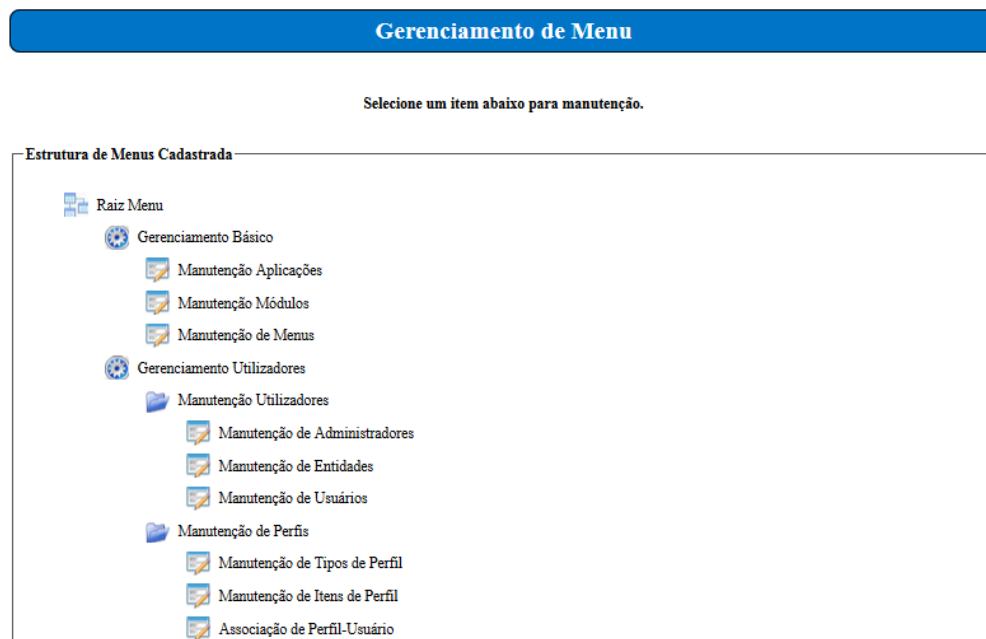 Gerenciamento de Menu
Selecione um item abaixo para manutenção.
Estrutura de Menus Cadastrada
Raiz Menu
Gerenciamento Básico
Manutenção Aplicações
Manutenção Módulos
Manutenção de Menus
Gerenciamento Utilizadores
Manutenção Utilizadores
Manutenção de Administradores
Manutenção de Entidades
Manutenção de Usuários
Manutenção de Perfis
Manutenção de Tipos de Perfil
Manutenção de Itens de Perfil
Associação de Perfil-Usuário